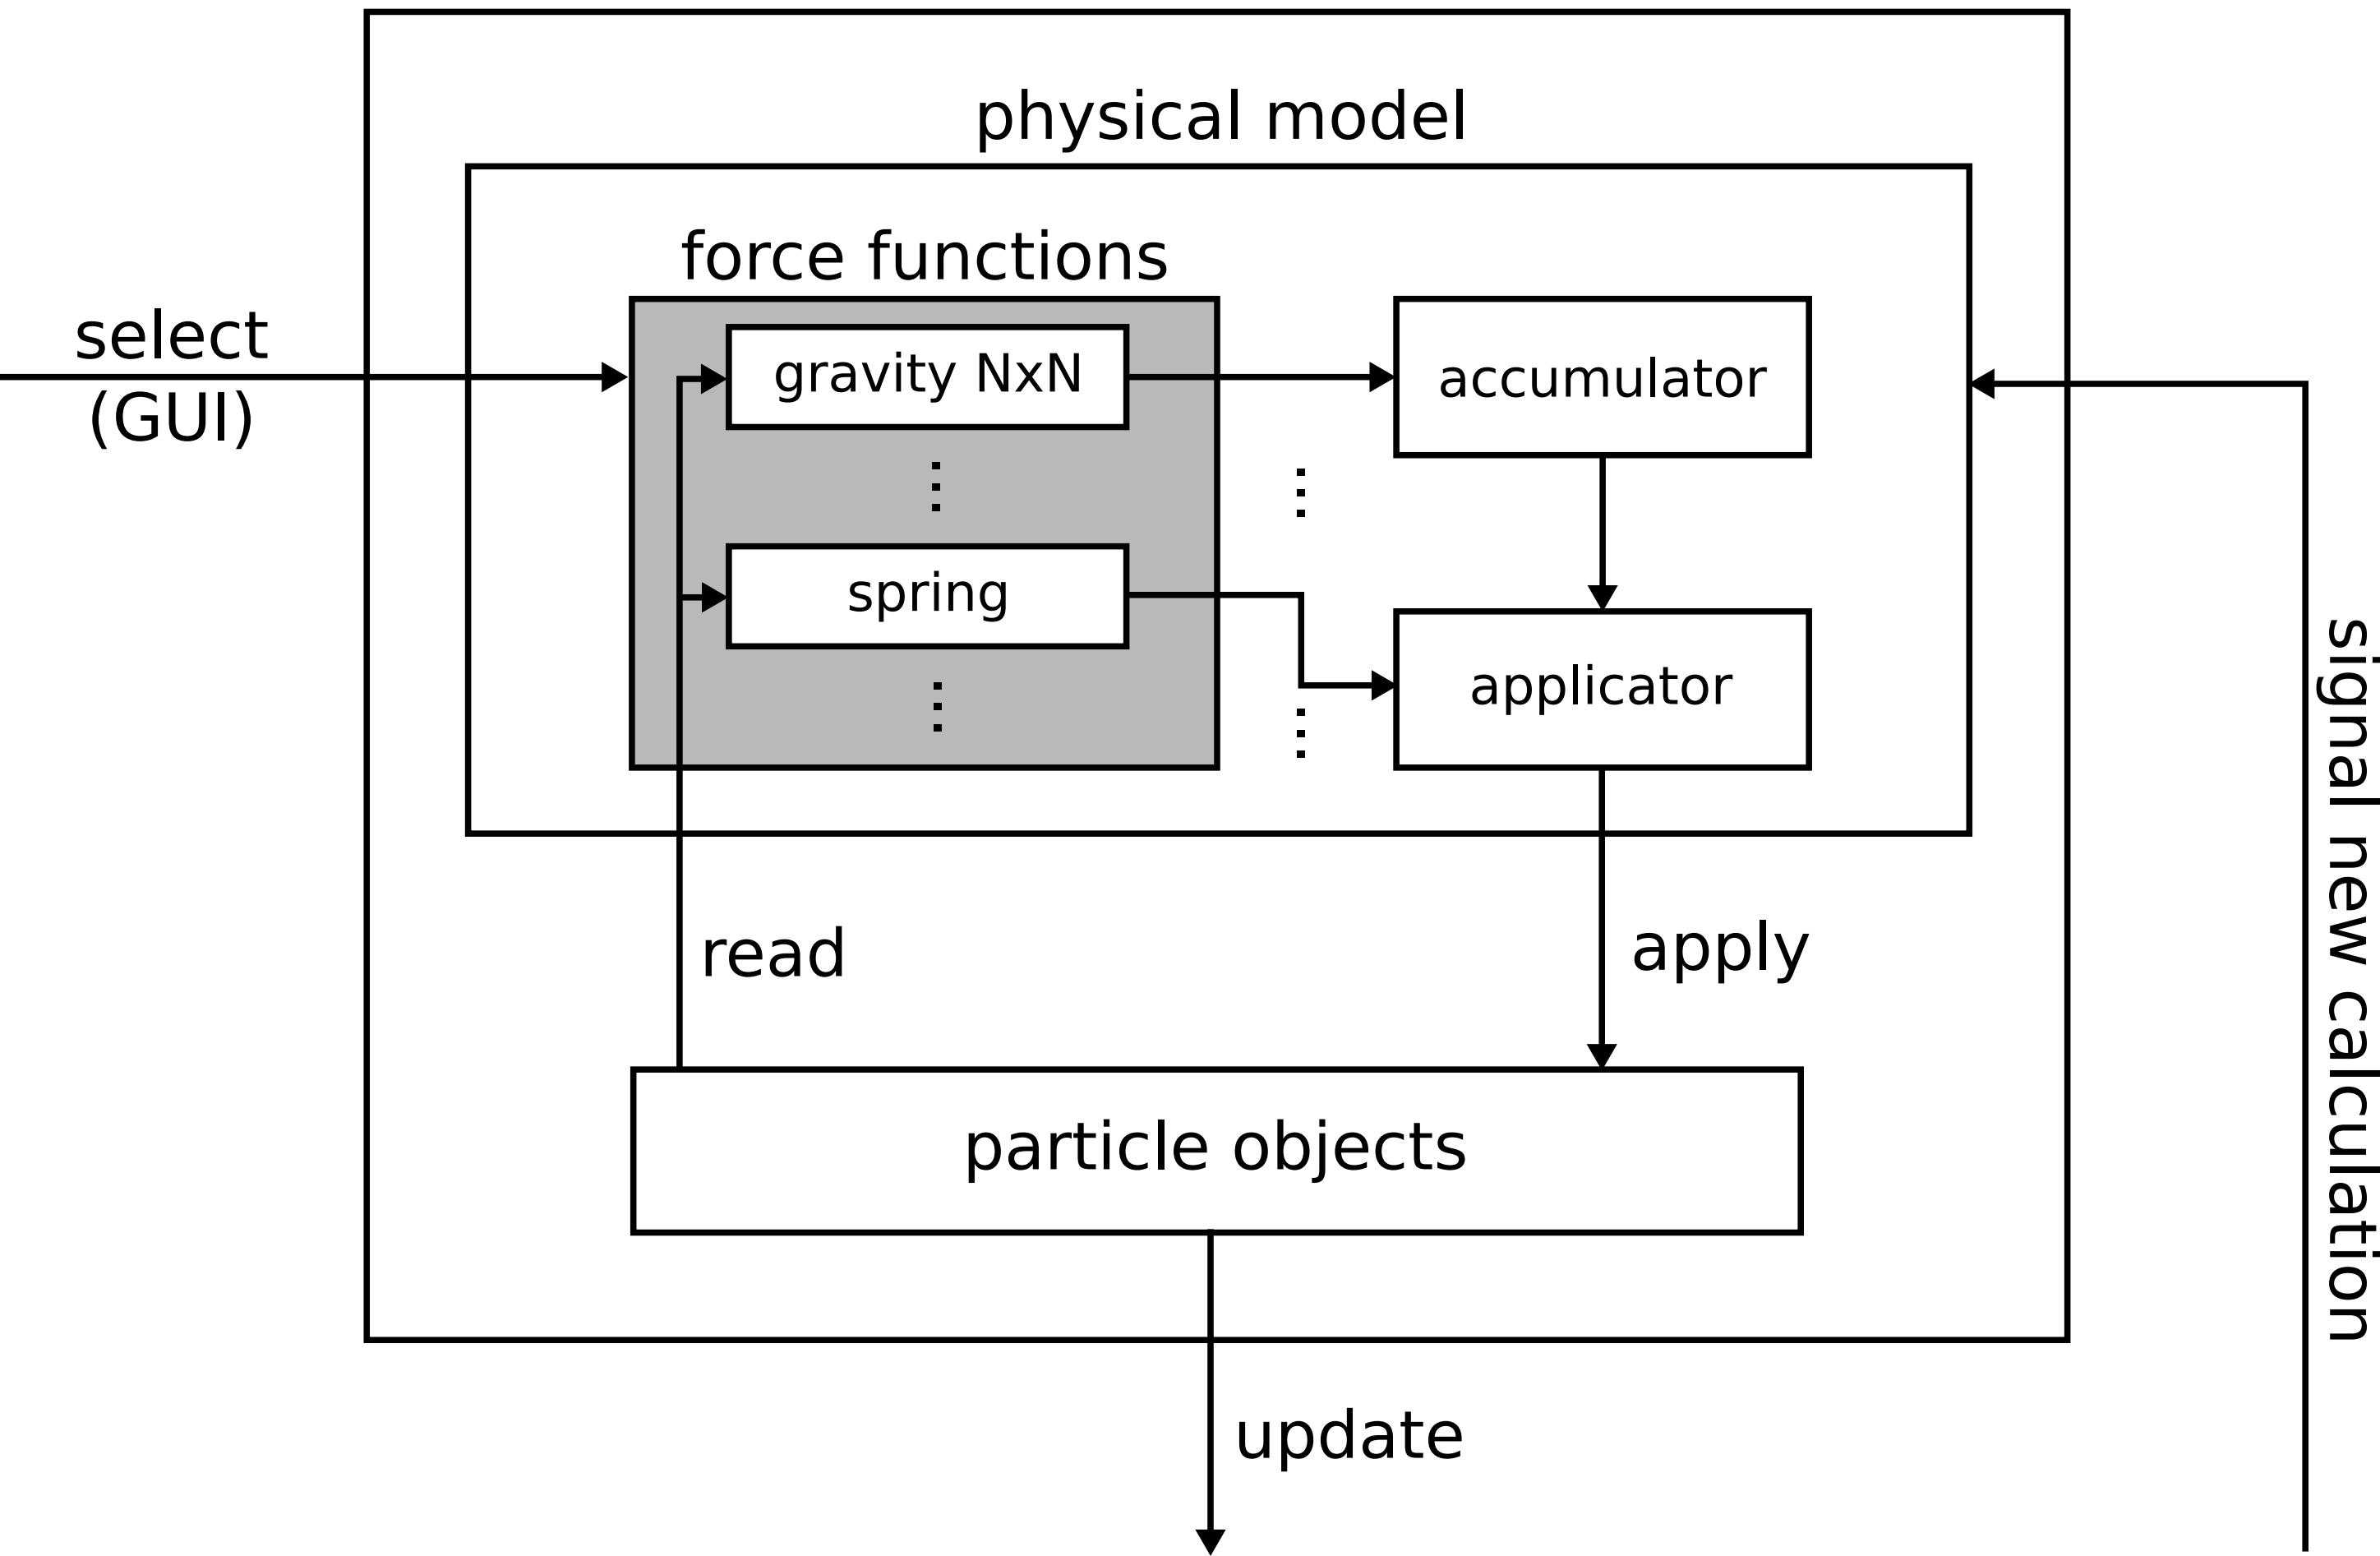 physical model
force functions
select
(GUI)
gravity NxN
accumulator
spring
applicator
read
apply
signal new calculation
particle objects
update